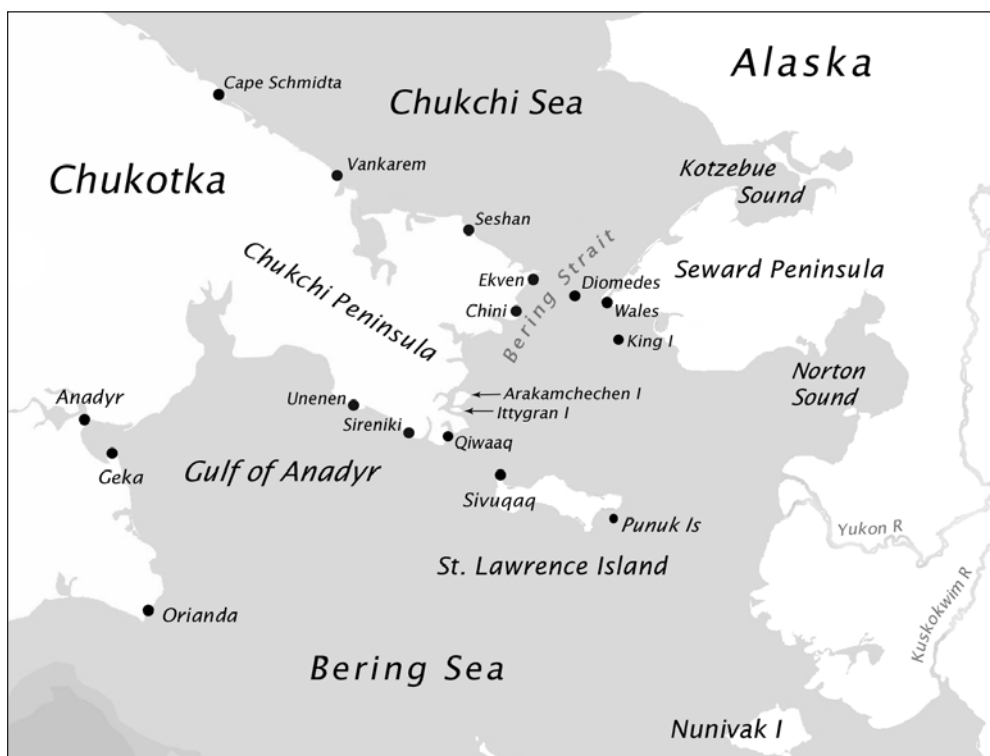 Alaska
Cape Schmidta
Chukchi Sea
Vankarem
Kotzebue
Sound
Chukotka
Seshan
Bering Strait
Chukchi Peninsula
Ekven
Diomedes
Seward Peninsula
Chini
Wales
King I
Norton
Sound
Arakamchechen I
Unenen
Ittygran I
Anadyr
Sireniki
Qiwaaq
Geka
Gulf of Anadyr
Sivuqaq
Punuk Is
Yukon R
St. Lawrence Island
Kuskokwim R
Orianda
Bering Sea
Nunivak I